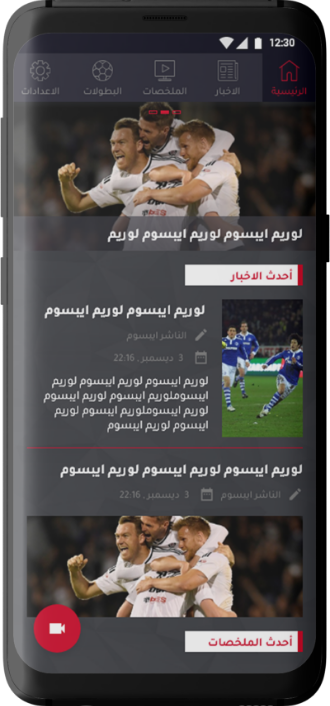 12:30
الرئيسية
الاخبار
الملخصات
البطولات
الاعدادات
لوريم ايبسوم لوريم ايبسوم لوريم
أحدث الاخبار
لوريم ايبسوم لوريم ايبسوم
الناشر ايبسوم
3 ديسمبر , 22:16
لوريم ايبسوم لوريم ايبسوم لوريم
ايبسوملوريم ايبسوم لوريم ايبسوم
لوريم ايبسوملوريم ايبسوم لوريم
ايبسوم لوريم ايبسوم
لوريم ايبسوم لوريم ايبسوم لوريم ايبسوم
الناشر ايبسوم
3 ديسمبر , 22:16
أحدث الملخصات